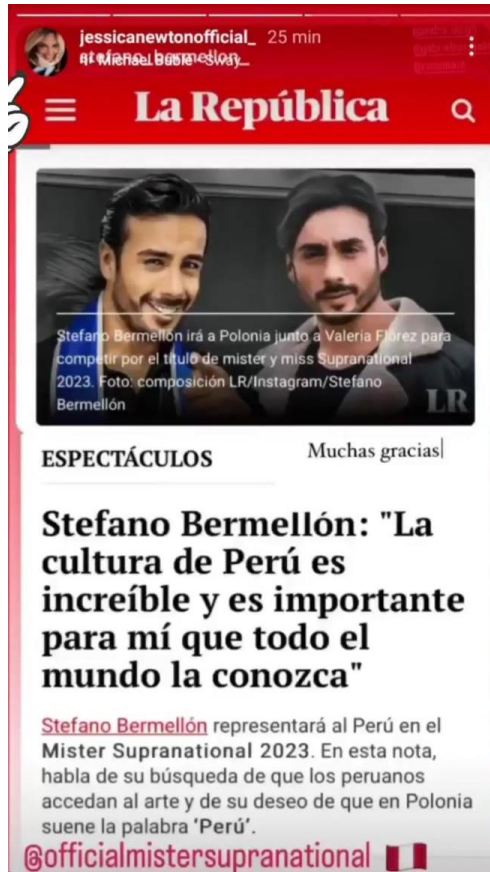 jessicanewtonofficial_ 25 min
stefano_bermellon
Michael Bublé · Sway
La República
Stefano Bermellón irá a Polonia junto a Valeria Flórez para
competir por el título de mister y miss Supranational
2023. Foto: composición LR/Instagram/Stefano
Bermellón
LR
ESPECTÁCULOS
Muchas gracias
Stefano Bermellón: "La
cultura de Perú es
increíble y es importante
para mí que todo el
mundo la conozca"
Stefano Bermellón representará al Perú en el
Mister Supranational 2023. En esta nota,
habla de su búsqueda de que los peruanos
accedan al arte y de su deseo de que en Polonia
suene la palabra 'Perú'.
@officialmistersupranational